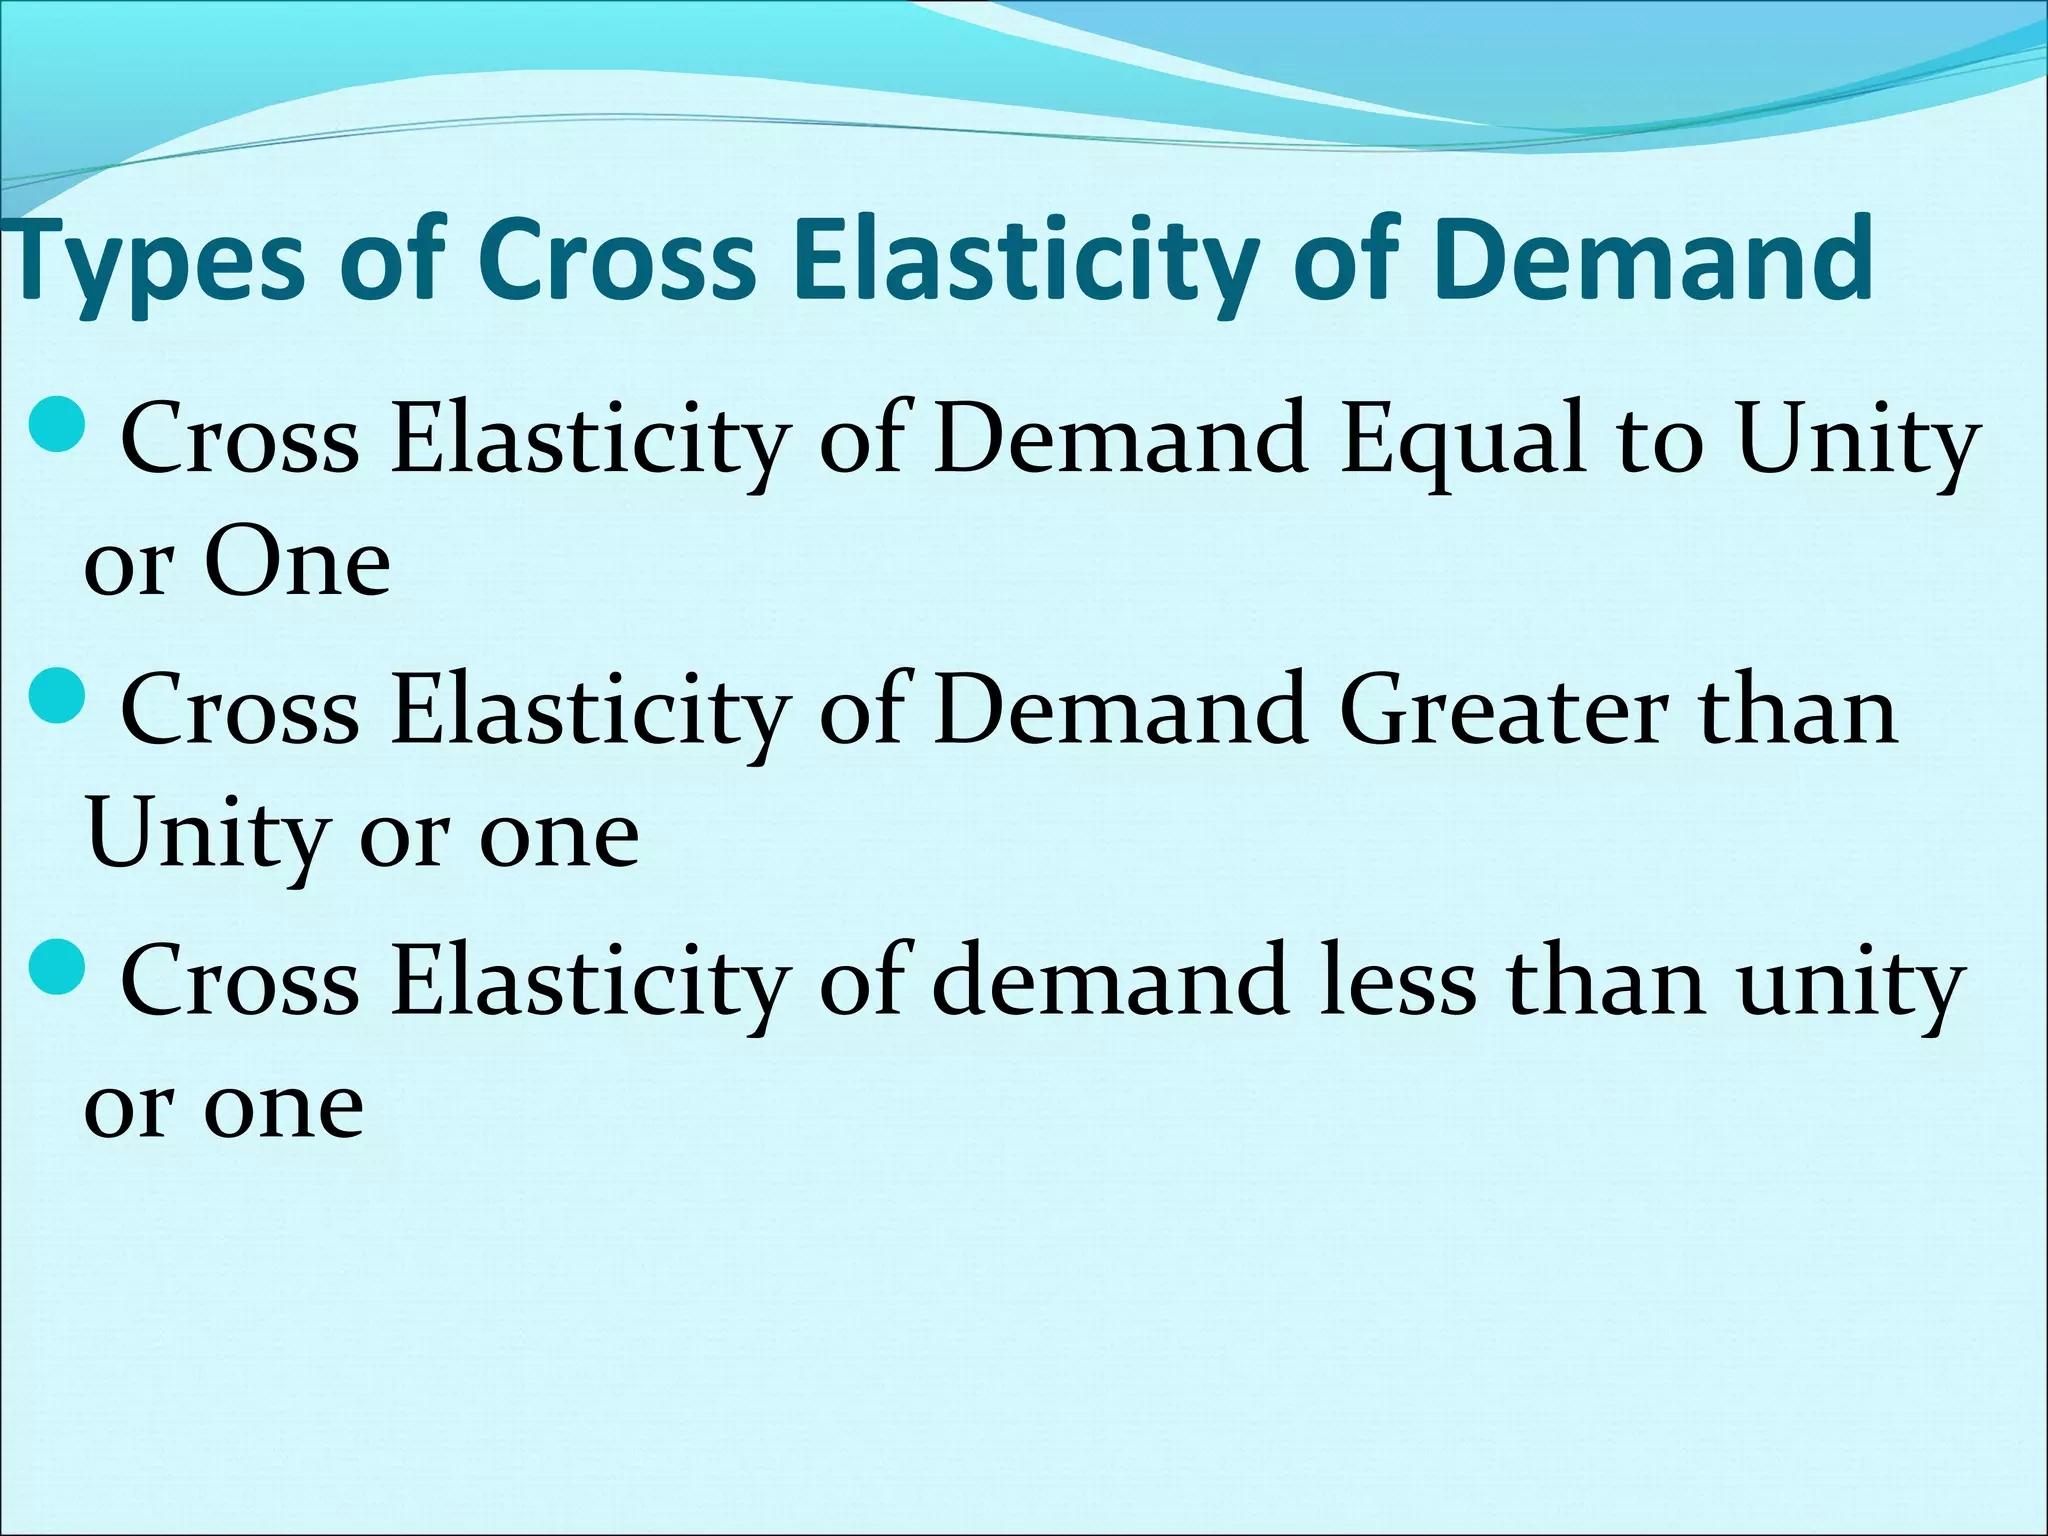 Types of Cross Elasticity of Demand
Cross Elasticity of Demand Equal to Unity
or One
Cross Elasticity of Demand Greater than
Unity or one
Cross Elasticity of demand less than unity
or one